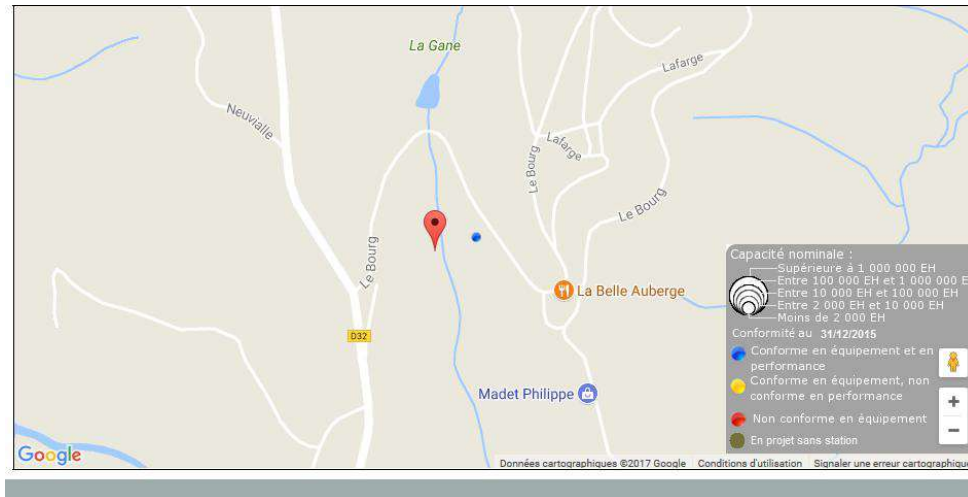 La Gane
Neuvialle
Lafarge
Lafarge
Le Bourg
Le Bourg
Le Bourg
La Belle Auberge
D32
Madet Philippe
Capacité nominale :
Supérieure à 1 000 000 EH
Entre 100 000 EH et 1 000 000 E
Entre 10 000 EH et 100 000 EH
Entre 2 000 EH et 10 000 EH
Moins de 2 000 EH
Conformité au 31/12/2015
Conforme en équipement et en
performance
Conforme en équipement, non
conforme en performance
Non conforme en équipement
En projet sans station
+
−
Google
Données cartographiques ©2017 Google Conditions d'utilisation Signaler une erreur cartographique